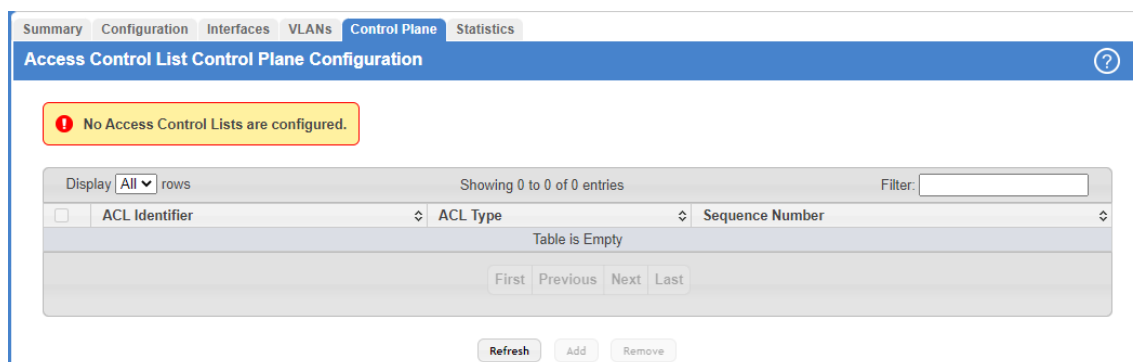 Summary Configuration Interfaces VLANs Control Plane Statistics
Access Control List Control Plane Configuration
?
No Access Control Lists are configured.
Display All rows Showing 0 to 0 of 0 entries Filter:
ACL Identifier ACL Type Sequence Number
Table is Empty
First Previous Next Last
Refresh Add Remove